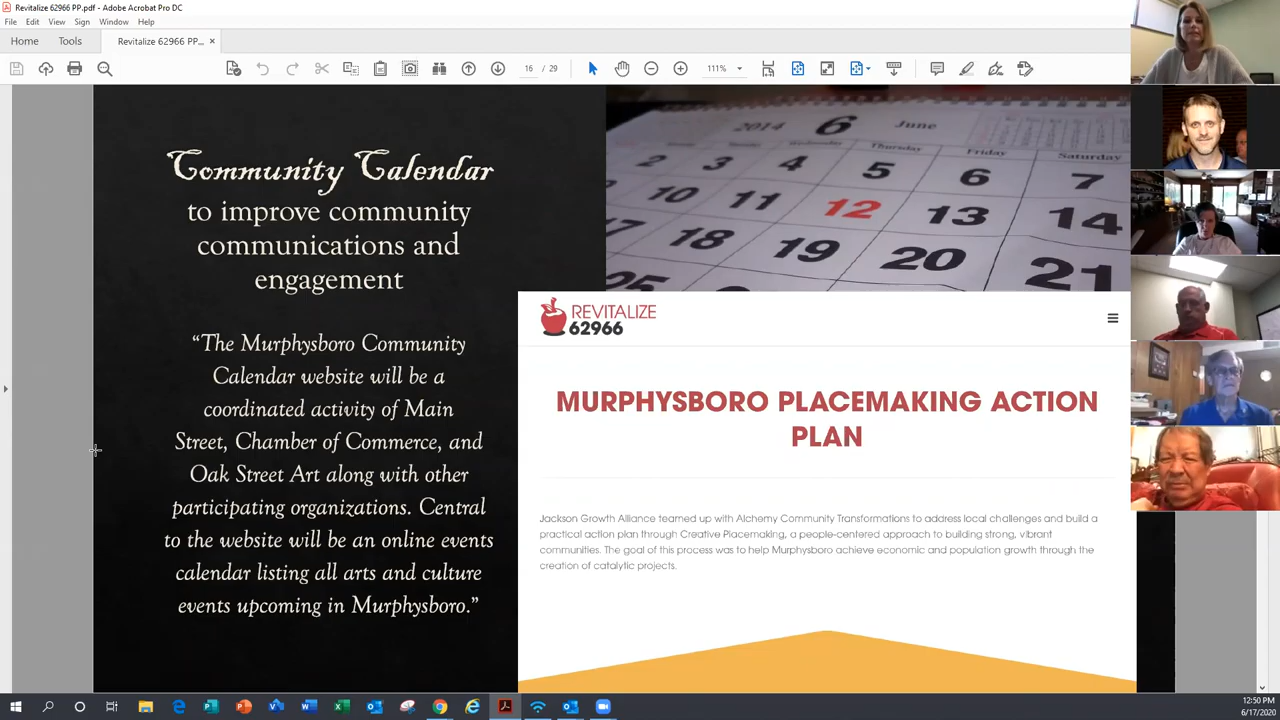 Revitalize 62966 PP.pdf - Adobe Acrobat Pro DC
File Edit View Sign Window Help
Home Tools Revitalize 62966 PP... ×
16 / 29 111%
Community Calendar
to improve community
communications and
engagement
“The Murphysboro Community
Calendar website will be a
coordinated activity of Main
Street, Chamber of Commerce, and
Oak Street Art along with other
participating organizations. Central
to the website will be an online events
calendar listing all arts and culture
events upcoming in Murphysboro.”
2014 6 June
Thursday Friday Saturday
2 3 4 5 6 7
10 11 12 13 14
17 18 19 20 21
25
REVITALIZE
62966
MURPHYSBORO PLACEMAKING ACTION
PLAN
Jackson Growth Alliance teamed up with Alchemy Community Transformations to address local challenges and build a
practical action plan through Creative Placemaking, a people-centered approach to building strong, vibrant
communities. The goal of this process was to help Murphysboro achieve economic and population growth through the
creation of catalytic projects.
12:50 PM
6/17/2020